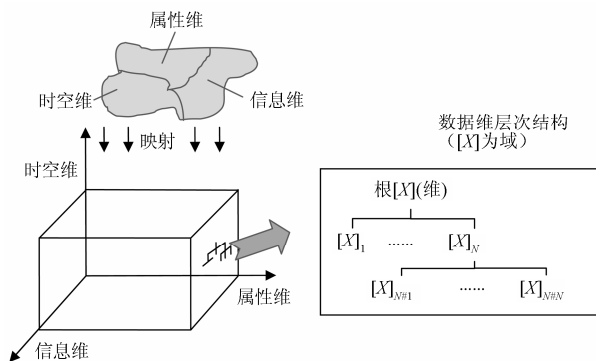 属性维
时空维
信息维
映射
时空维
属性维
信息维
数据维层次结构
（[X]为域）
根[X](维)
[X]1 …… [X]N
[X]N#1 …… [X]N#N